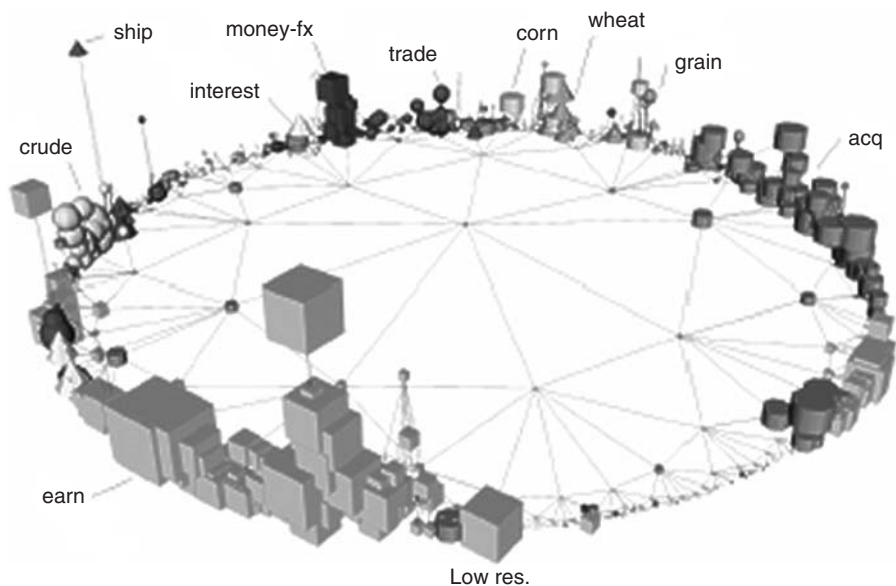 ship
money-fx
trade
corn
wheat
grain
interest
crude
acq
earn
Low res.